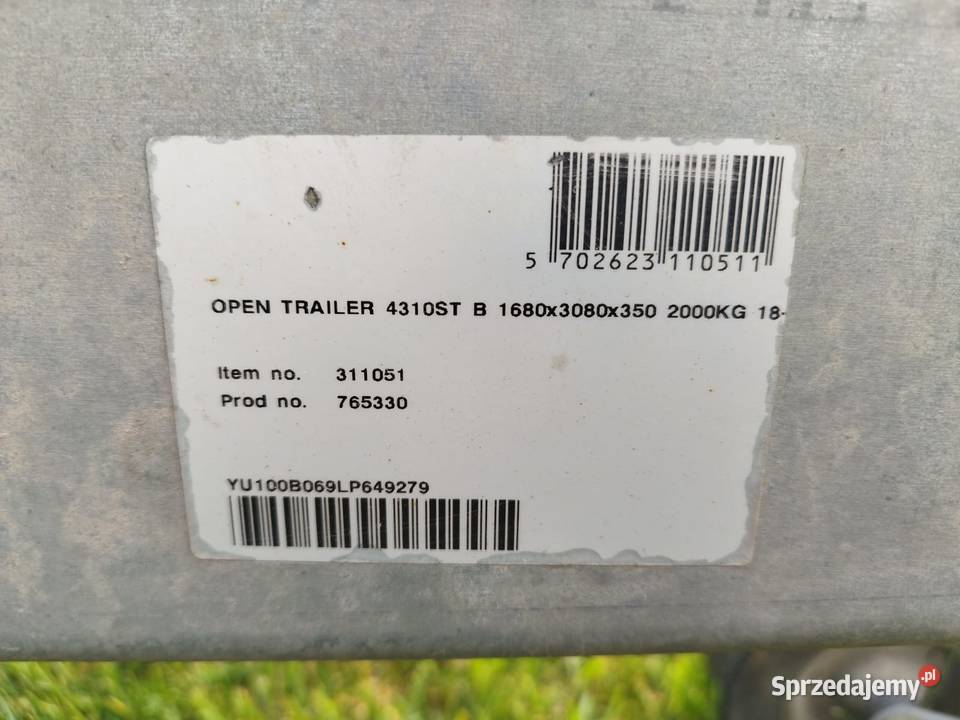 5 702623 110511
OPEN TRAILER 4310ST B 1680x3080x350 2000KG 18-
Item no. 311051
Prod no. 765330
YU100B069LP649279
Sprzedajemy.pl